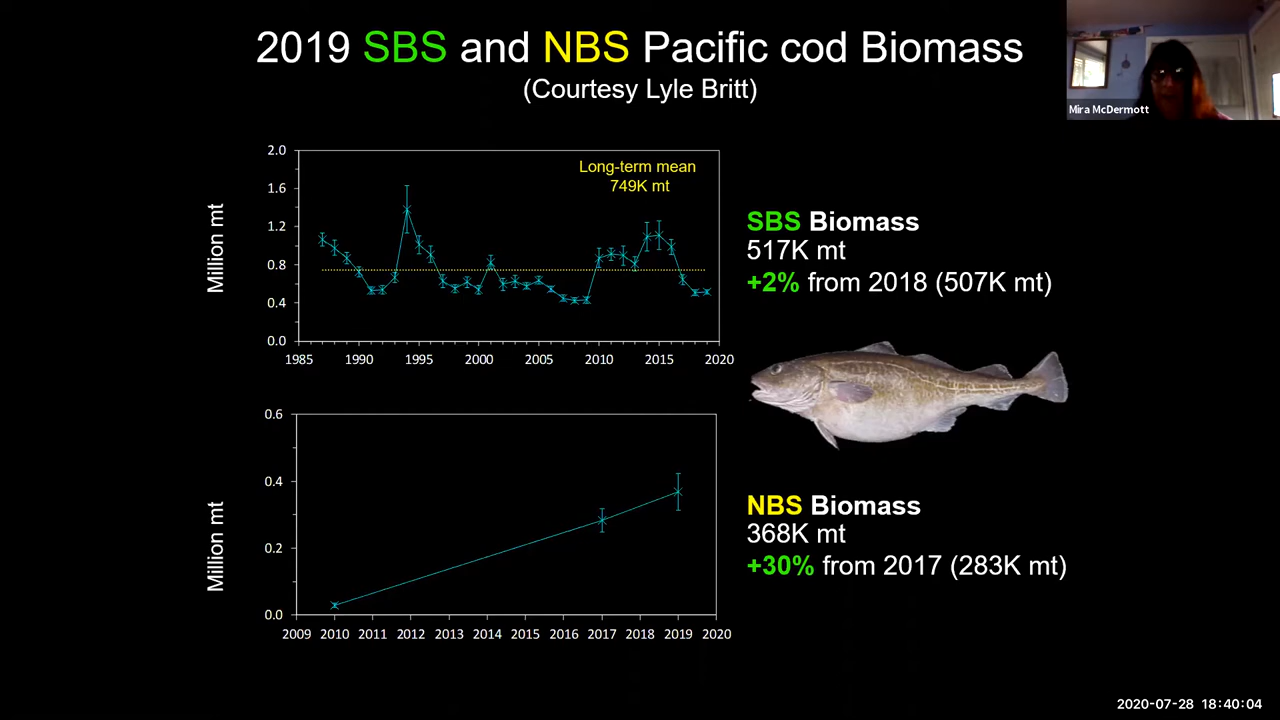 2019 SBS and NBS Pacific cod Biomass
(Courtesy Lyle Britt)
Mira McDermott
Million mt
2.0
1.6
1.2
0.8
0.4
0.0
Long-term mean
749K mt
1985 1990 1995 2000 2005 2010 2015 2020
SBS Biomass
517K mt
+2% from 2018 (507K mt)
Million mt
0.6
0.4
0.2
0.0
2009 2010 2011 2012 2013 2014 2015 2016 2017 2018 2019 2020
NBS Biomass
368K mt
+30% from 2017 (283K mt)
2020-07-28 18:40:04